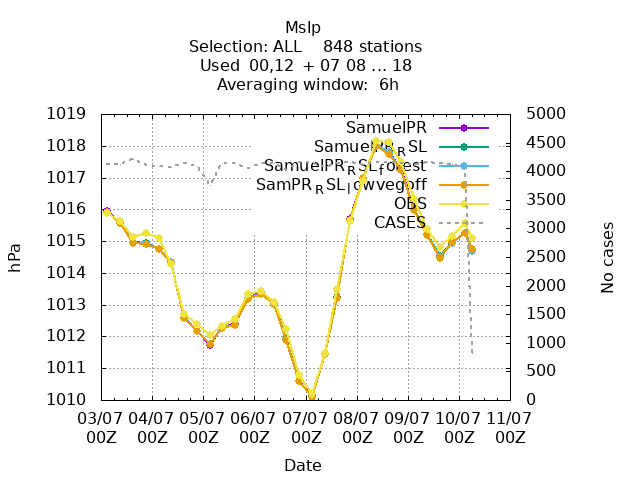 Mslp
Selection: ALL 848 stations
Used 00,12 + 07 08 ... 18
Averaging window: 6h
1019
1018
1017
1016
1015
1014
1013
1012
1011
1010
hPa
5000
4500
4000
3500
3000
2500
2000
1500
1000
500
0
No cases
SamuelPR
SamuelPR_RSL
SamuelPR_RSL_forest
SamPR_RSL_lowvegoff
OBS
CASES
03/07 04/07 05/07 06/07 07/07 08/07 09/07 10/07 11/07
00Z 00Z 00Z 00Z 00Z 00Z 00Z 00Z 00Z
Date